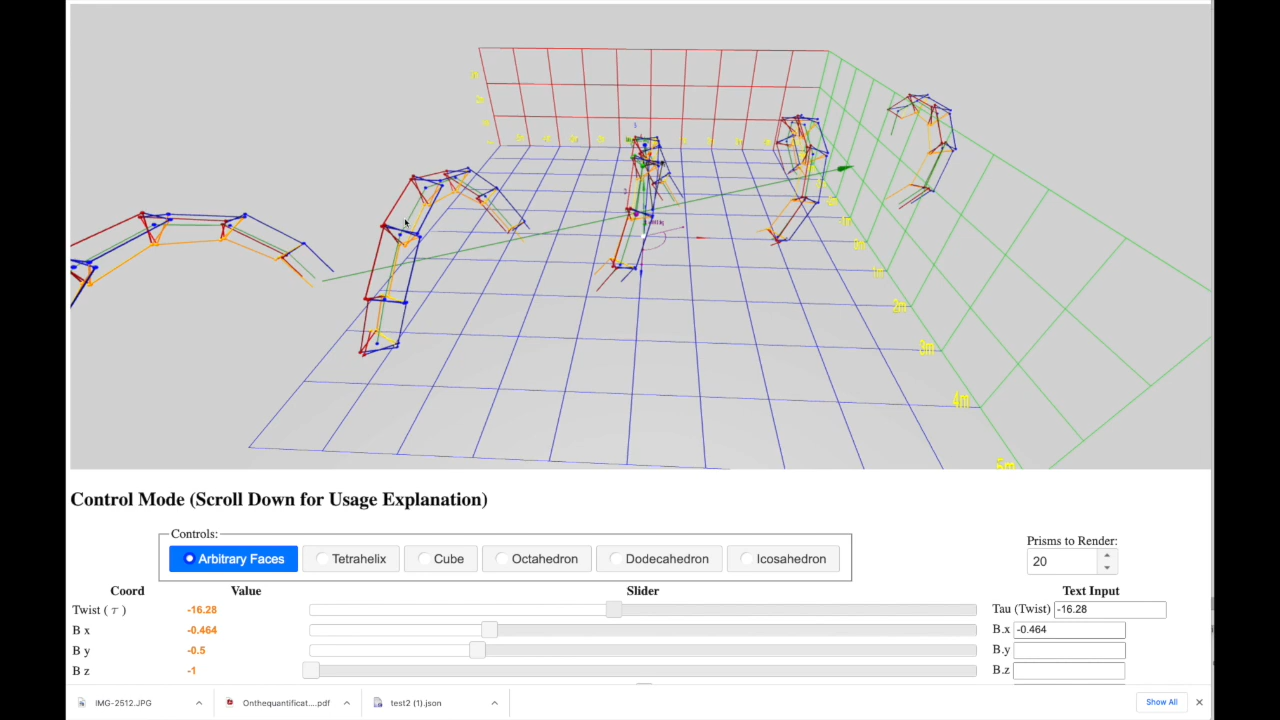 2m
3m
4m
5m
Control Mode (Scroll Down for Usage Explanation)
Controls:
Arbitrary Faces
Tetrahelix
Cube
Octahedron
Dodecahedron
Icosahedron
Prisms to Render:
20
Coord Value Slider Text Input
Twist ( τ ) -16.28 Tau (Twist) -16.28
B x -0.464 B.x -0.464
B y -0.5 B.y
B z -1 B.z
IMG-2512.JPG
Onthequantificat....pdf
test2 (1).json
Show All